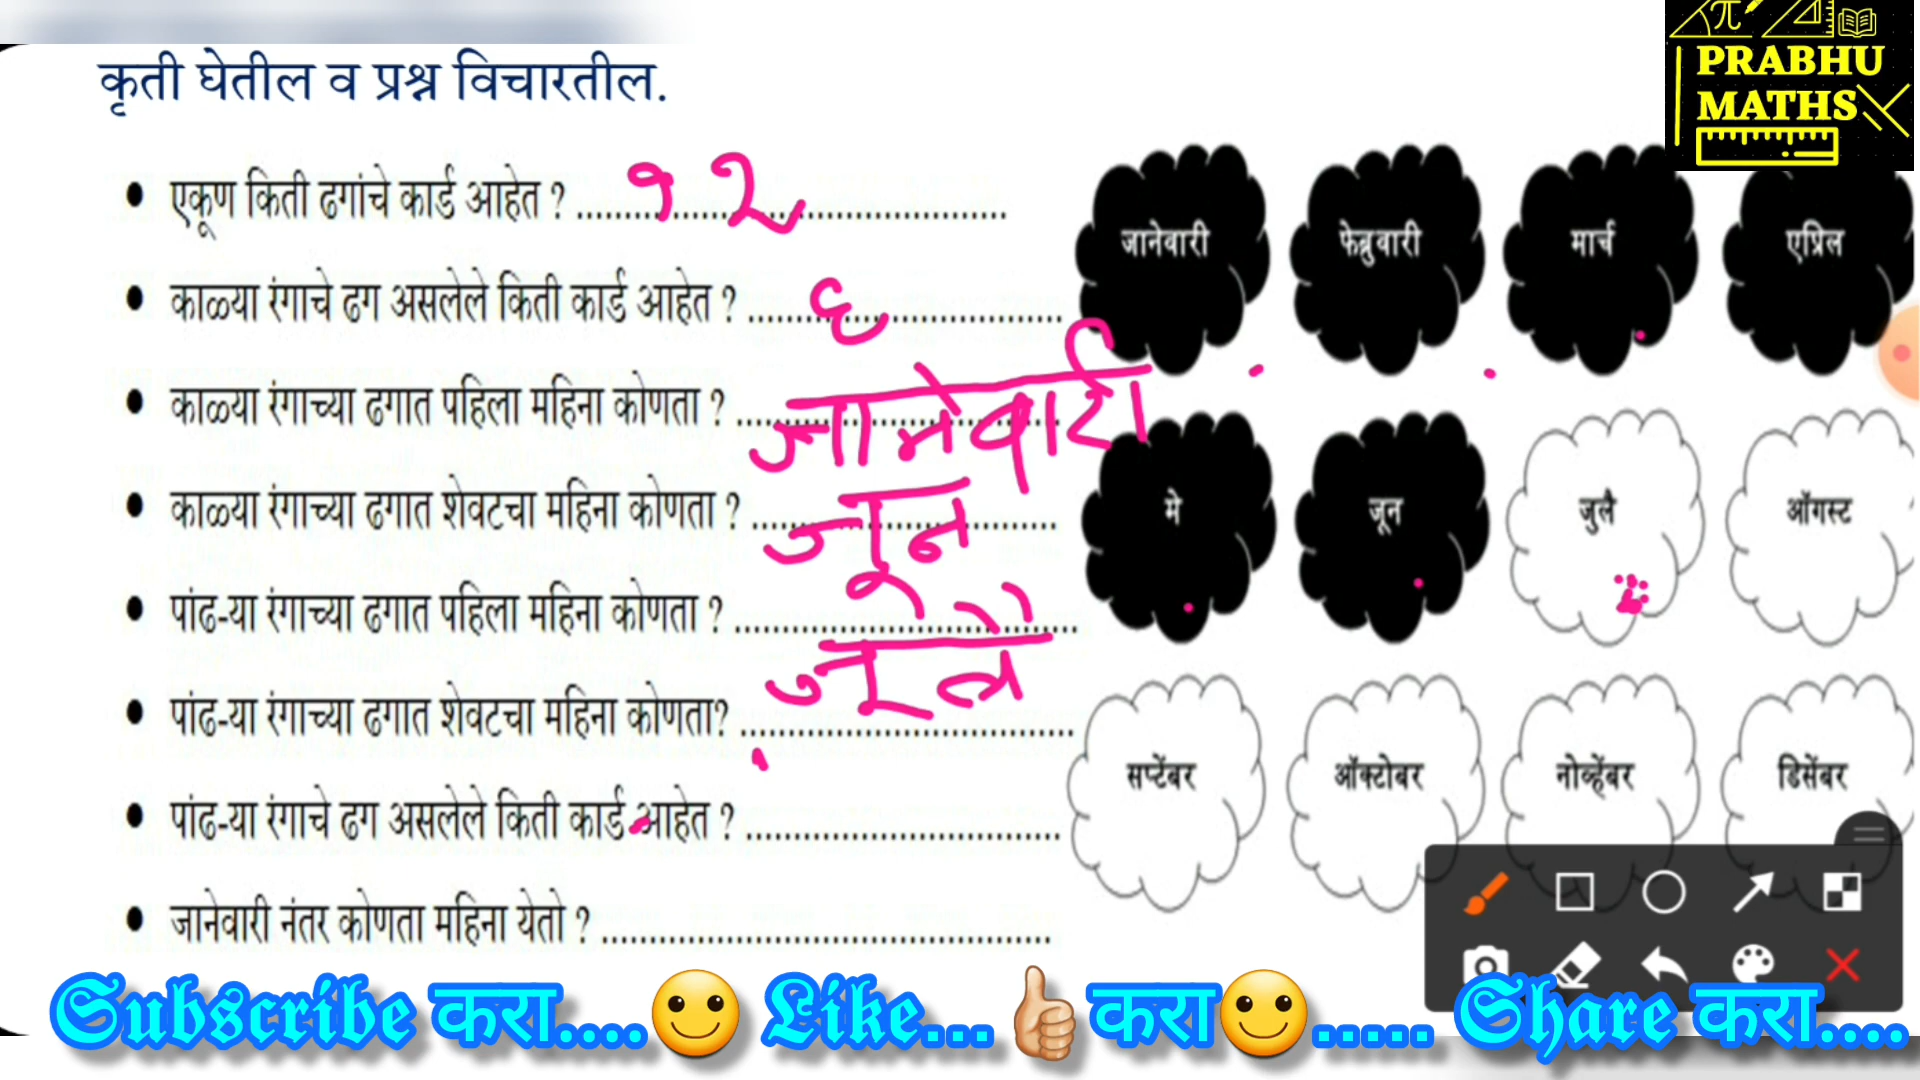 कृती घेतील व प्रश्न विचारतील.
PRABHU
MATHS
• एकूण किती ढगांचे कार्ड आहेत ? १२
• काळ्या रंगाचे ढग असलेले किती कार्ड आहेत ? ६
• काळ्या रंगाच्या ढगात पहिला महिना कोणता ? जानेवारी
• काळ्या रंगाच्या ढगात शेवटचा महिना कोणता ? जून
• पांढ-या रंगाच्या ढगात पहिला महिना कोणता ? जूलै
• पांढ-या रंगाच्या ढगात शेवटचा महिना कोणता?
• पांढ-या रंगाचे ढग असलेले किती कार्ड आहेत ?
• जानेवारी नंतर कोणता महिना येतो ?
जानेवारी फेब्रुवारी मार्च एप्रिल
मे जून जुलै ऑगस्ट
सप्टेंबर ऑक्टोबर नोव्हेंबर डिसेंबर
Subscribe करा....🙂 Like...👍 करा🙂..... Share करा....